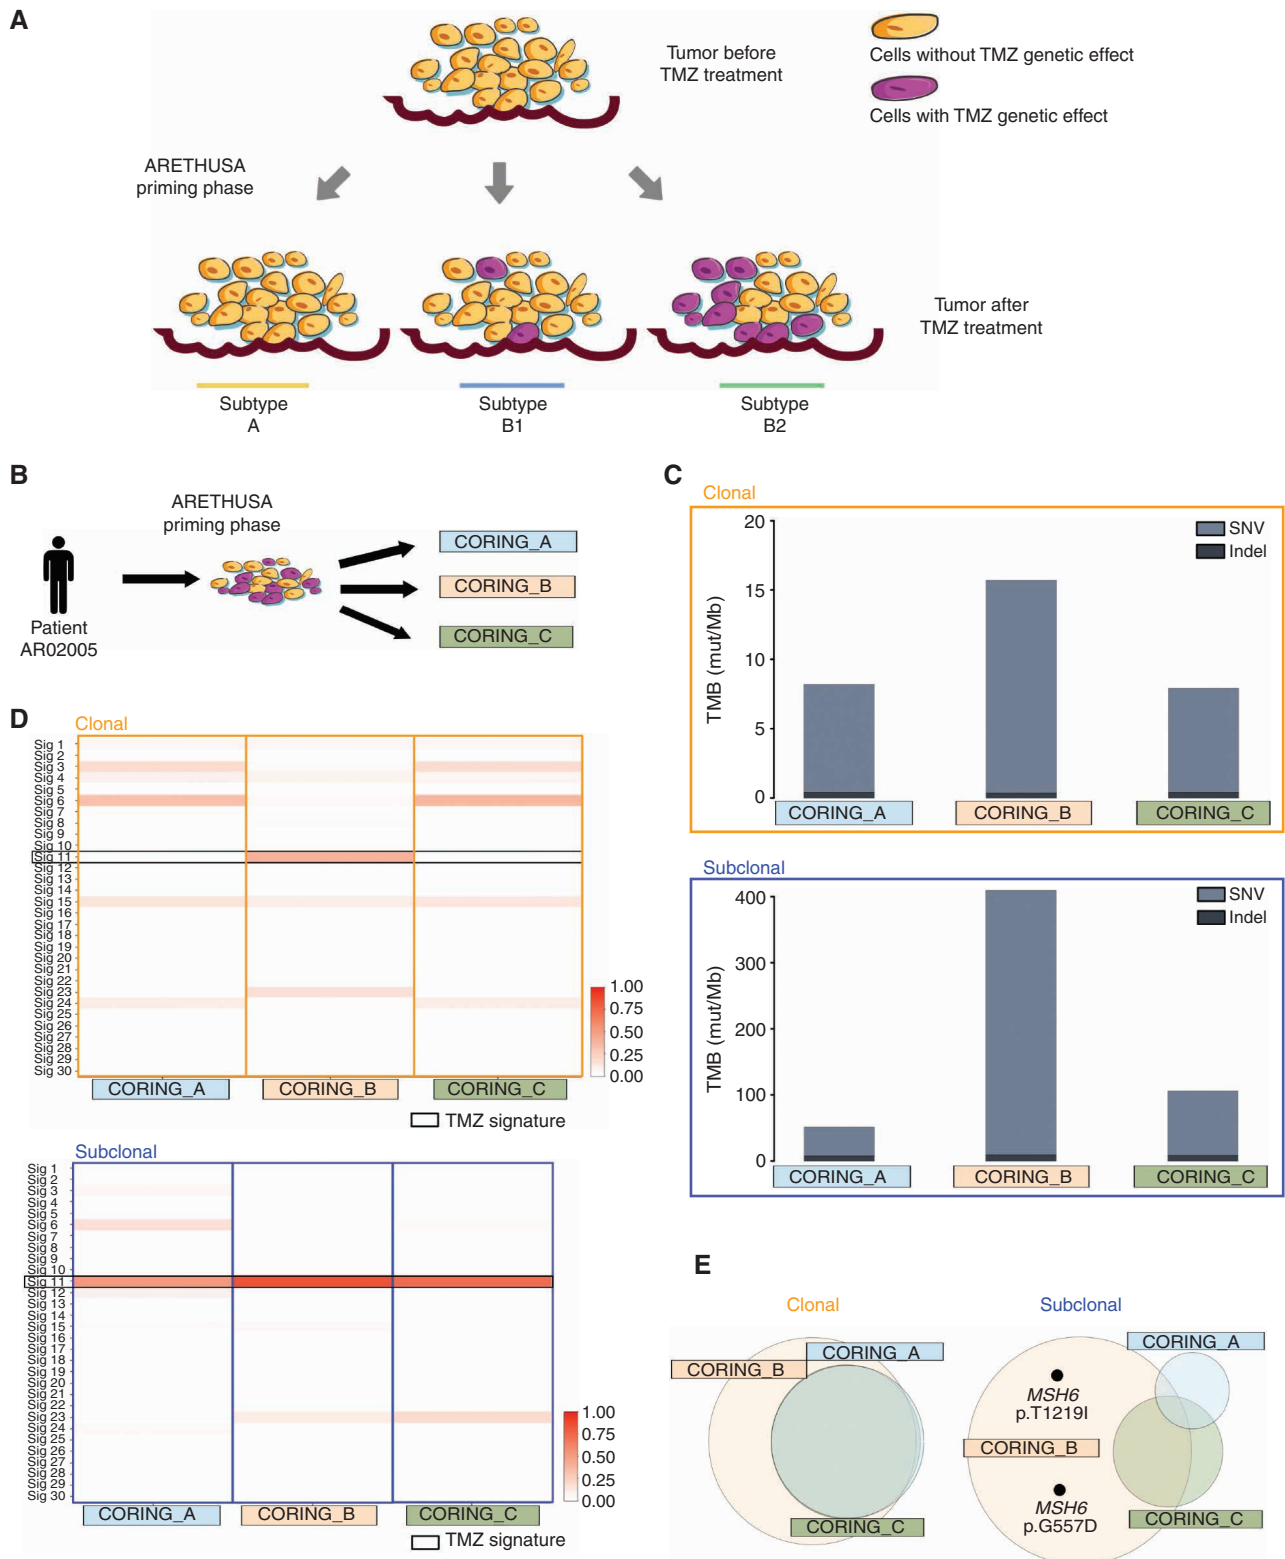 A
Tumor before
TMZ treatment
Cells without TMZ genetic effect
Cells with TMZ genetic effect
ARETHUSA
priming phase
Tumor after
TMZ treatment
Subtype
A
Subtype
B1
Subtype
B2
B
ARETHUSA
priming phase
Patient
AR02005
CORING_A
CORING_B
CORING_C
C
Clonal
TMB (mut/Mb)
20
15
10
5
0
SNV
Indel
CORING_A
CORING_B
CORING_C
Subclonal
TMB (mut/Mb)
400
300
200
100
0
SNV
Indel
CORING_A
CORING_B
CORING_C
D
Clonal
Sig 1
Sig 2
Sig 3
Sig 4
Sig 5
Sig 6
Sig 7
Sig 8
Sig 9
Sig 10
Sig 11
Sig 12
Sig 13
Sig 14
Sig 15
Sig 16
Sig 17
Sig 18
Sig 19
Sig 20
Sig 21
Sig 22
Sig 23
Sig 24
Sig 25
Sig 26
Sig 27
Sig 28
Sig 29
Sig 30
1.00
0.75
0.50
0.25
0.00
CORING_A
CORING_B
CORING_C
TMZ signature
Subclonal
Sig 1
Sig 2
Sig 3
Sig 4
Sig 5
Sig 6
Sig 7
Sig 8
Sig 9
Sig 10
Sig 11
Sig 12
Sig 13
Sig 14
Sig 15
Sig 16
Sig 17
Sig 18
Sig 19
Sig 20
Sig 21
Sig 22
Sig 23
Sig 24
Sig 25
Sig 26
Sig 27
Sig 28
Sig 29
Sig 30
1.00
0.75
0.50
0.25
0.00
CORING_A
CORING_B
CORING_C
TMZ signature
E
Clonal
CORING_A
CORING_B
CORING_C
Subclonal
CORING_A
MSH6
p.T1219I
CORING_B
MSH6
p.G557D
CORING_C